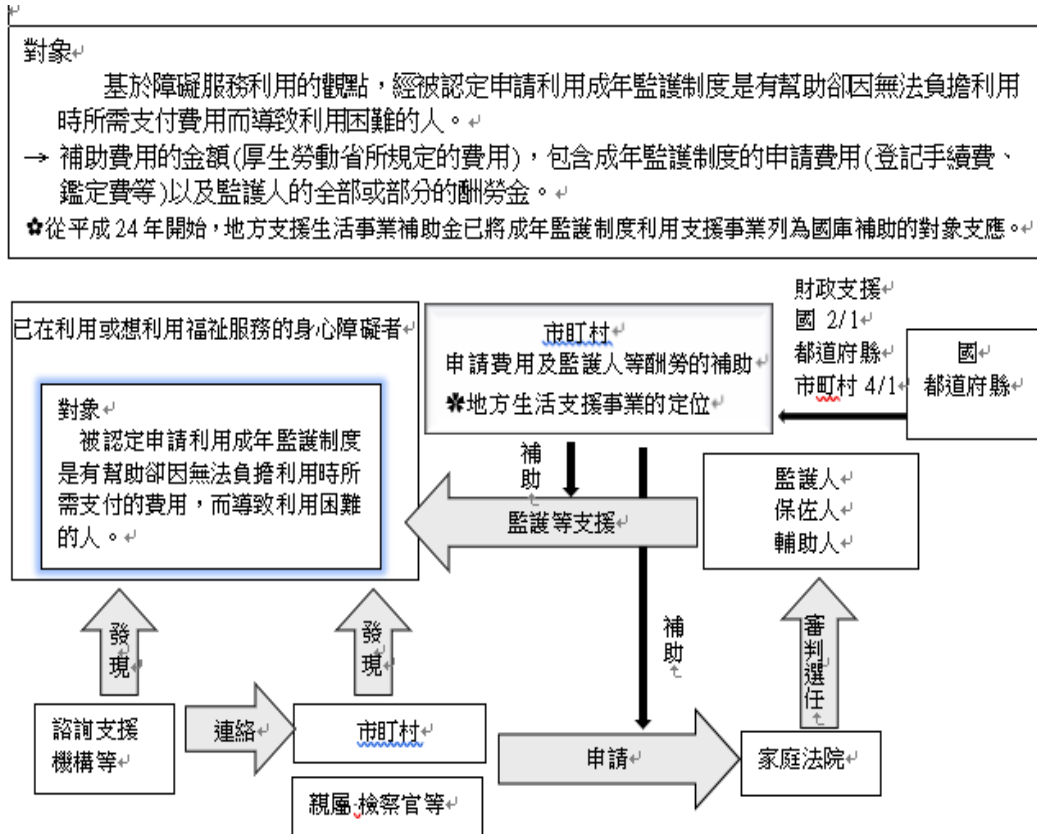 對象
基於障礙服務利用的觀點，經被認定申請利用成年監護制度是有幫助卻因無法負擔利用
時所需支付費用而導致利用困難的人。
→ 補助費用的金額(厚生勞動省所規定的費用)，包含成年監護制度的申請費用(登記手續費、
鑑定費等)以及監護人的全部或部分的酬勞金。
✿從平成 24 年開始，地方支援生活事業補助金已將成年監護制度利用支援事業列為國庫補助的對象支應。
已在利用或想利用福祉服務的身心障礙者
對象
被認定申請利用成年監護制度
是有幫助卻因無法負擔利用時所
需支付的費用，而導致利用困難
的人。
市町村
申請費用及監護人等酬勞的補助
✽地方生活支援事業的定位
財政支援
國 2/1
都道府縣
市町村 4/1
國
都道府縣
補助
監護等支援
監護人
保佐人
輔助人
發現
發現
補助
審判選任
諮詢支援
機構等
連絡
市町村
申請
家庭法院
親屬·檢察官等